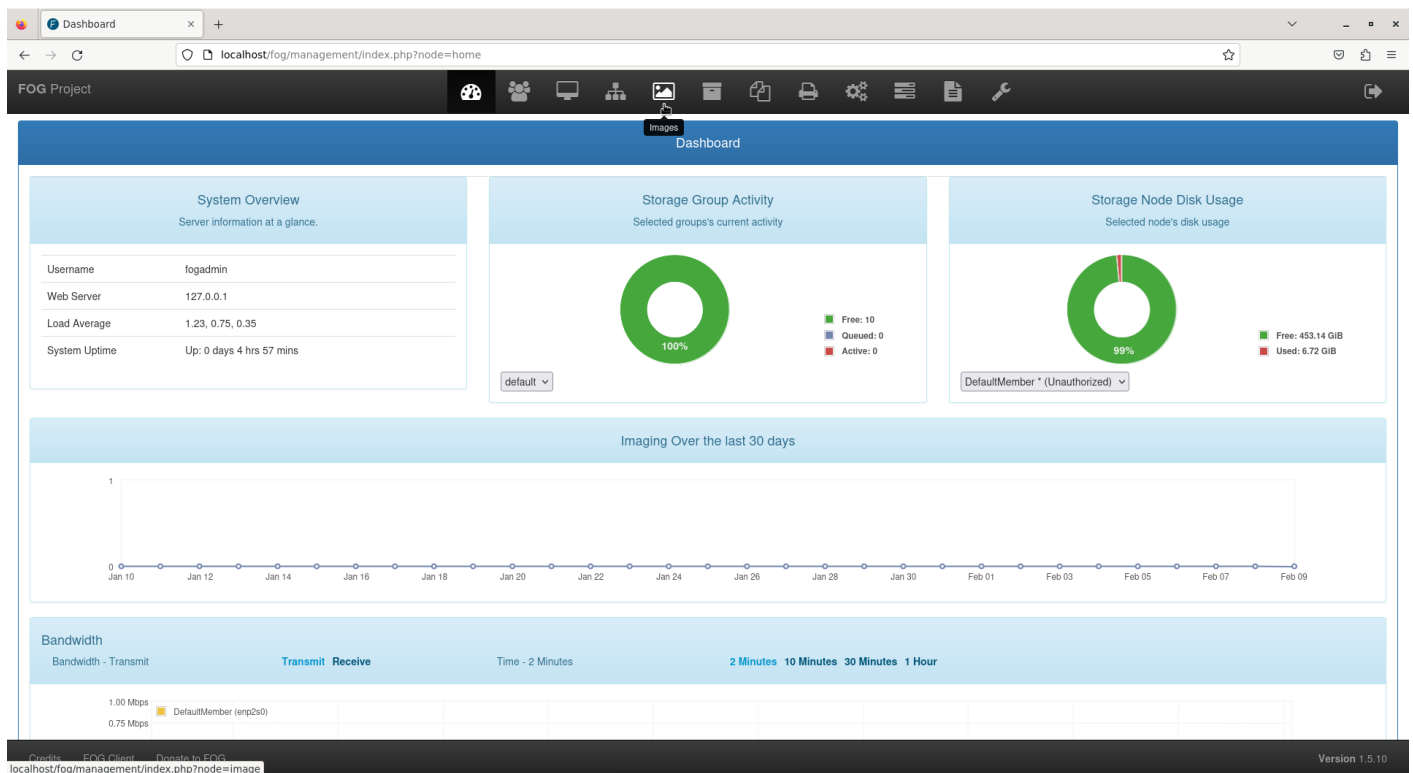 Dashboard
localhost/fog/management/index.php?node=home
FOG Project
Images
Dashboard
System Overview
Server information at a glance.
Username fogadmin
Web Server 127.0.0.1
Load Average 1.23, 0.75, 0.35
System Uptime Up: 0 days 4 hrs 57 mins
Storage Group Activity
Selected groups's current activity
100%
Free: 10
Queued: 0
Active: 0
default
Storage Node Disk Usage
Selected node's disk usage
99%
Free: 453.14 GiB
Used: 6.72 GiB
DefaultMember * (Unauthorized)
Imaging Over the last 30 days
1
0
Jan 10 Jan 12 Jan 14 Jan 16 Jan 18 Jan 20 Jan 22 Jan 24 Jan 26 Jan 28 Jan 30 Feb 01 Feb 03 Feb 05 Feb 07 Feb 09
Bandwidth
Bandwidth - Transmit Transmit Receive Time - 2 Minutes 2 Minutes 10 Minutes 30 Minutes 1 Hour
1.00 Mbps
DefaultMember (enp2s0)
0.75 Mbps
Credits FOG Client Donate to FOG Version 1.5.10
localhost/fog/management/index.php?node=image